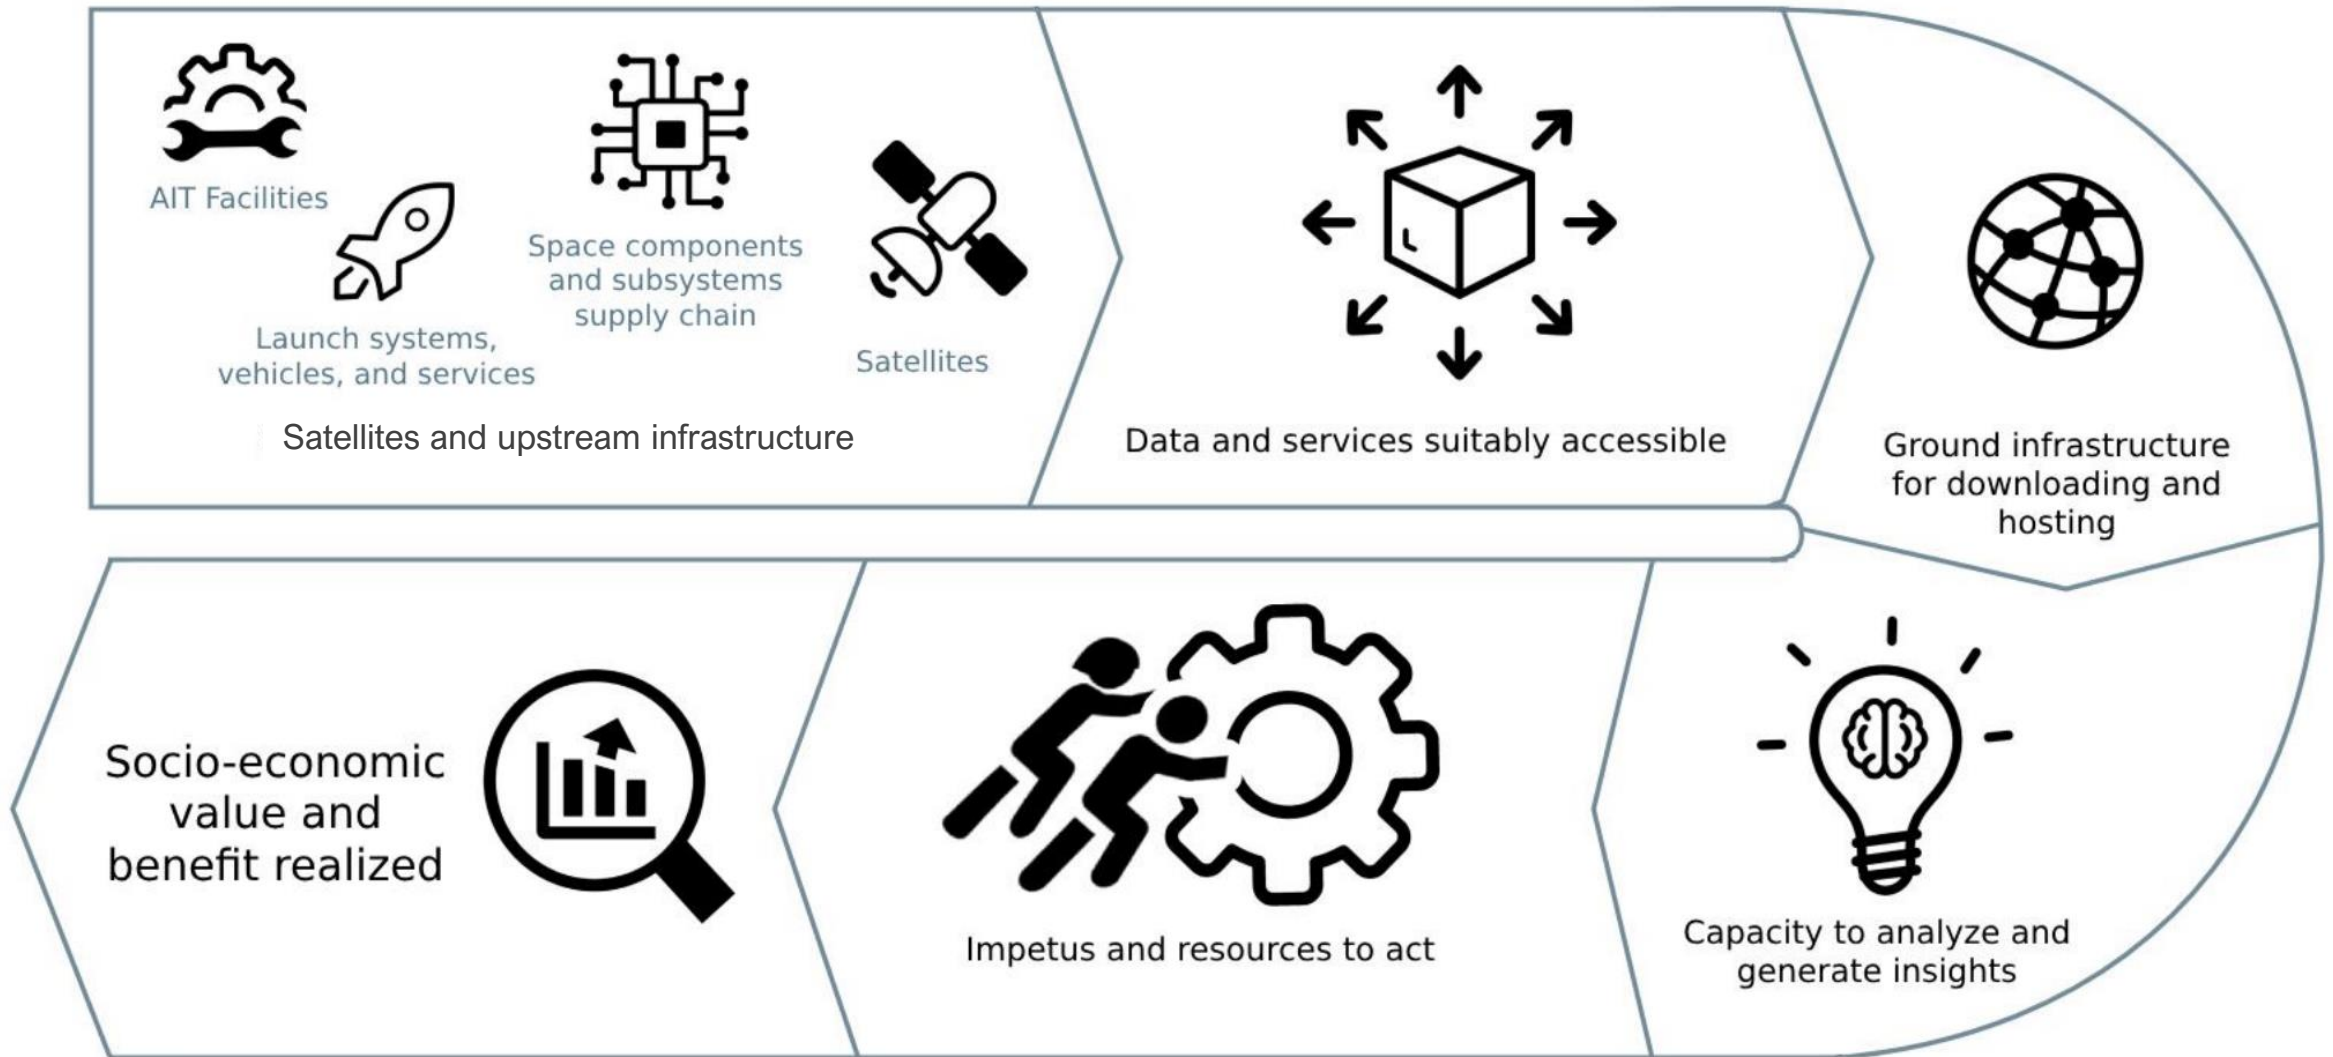 AIT Facilities
Launch systems,
vehicles, and services
Space components
and subsystems
supply chain
Satellites
Satellites and upstream infrastructure
Data and services suitably accessible
Ground infrastructure
for downloading and
hosting
Capacity to analyze and
generate insights
Impetus and resources to act
Socio-economic
value and
benefit realized